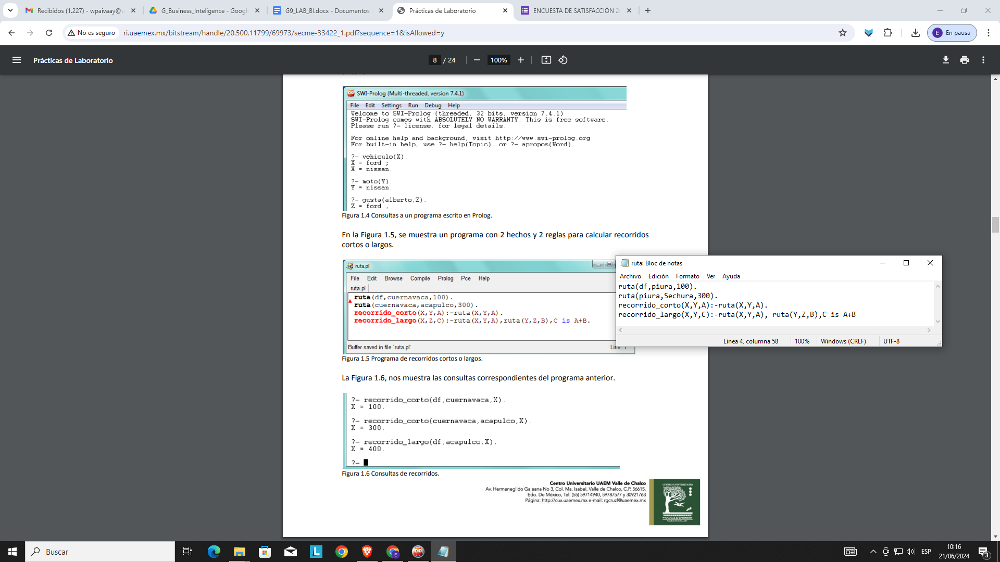 Recibidos (1.227) - wpaivaay@u
G_Business_Inteligence - Google
G9_LAB_BI.docx - Documentos
Prácticas de Laboratorio
ENCUESTA DE SATISFACCIÓN 2
No es seguro
ri.uaemex.mx/bitstream/handle/20.500.11799/69973/secme-33422_1.pdf?sequence=1&isAllowed=y
E En pausa
Prácticas de Laboratorio
8 / 24
100%
SWI-Prolog (Multi-threaded, version 7.4.1)
File Edit Settings Run Debug Help
Welcome to SWI-Prolog (threaded, 32 bits, version 7.4.1)
SWI-Prolog comes with ABSOLUTELY NO WARRANTY. This is free software.
Please run ?- license. for legal details.
For online help and background, visit http://www.swi-prolog.org
For built-in help, use ?- help(Topic). or ?- apropos(Word).
?- vehiculo(X).
X = ford ;
X = nissan.
?- moto(Y).
Y = nissan.
?- gusta(alberto,Z).
Z = ford ,
Figura 1.4 Consultas a un programa escrito en Prolog.
En la Figura 1.5, se muestra un programa con 2 hechos y 2 reglas para calcular recorridos
cortos o largos.
ruta.pl
File Edit Browse Compile Prolog Pce Help
ruta.pl
ruta(df,cuernavaca,100).
ruta(cuernavaca,acapulco,300).
recorrido_corto(X,Y,A):-ruta(X,Y,A).
recorrido_largo(X,Z,C):-ruta(X,Y,A),ruta(Y,Z,B),C is A+B.
Buffer saved in file `ruta.pl'
Line: 1
Figura 1.5 Programa de recorridos cortos o largos.
ruta: Bloc de notas
Archivo Edición Formato Ver Ayuda
ruta(df,piura,100).
ruta(piura,Sechura,300).
recorrido_corto(X,Y,A):-ruta(X,Y,A).
recorrido_largo(X,Y,C):-ruta(X,Y,A), ruta(Y,Z,B),C is A+B
Línea 4, columna 58
100%
Windows (CRLF)
UTF-8
La Figura 1.6, nos muestra las consultas correspondientes del programa anterior.
?- recorrido_corto(df,cuernavaca,X).
X = 100.
?- recorrido_corto(cuernavaca,acapulco,X).
X = 300.
?- recorrido_largo(df,acapulco,X).
X = 400.
?-
Figura 1.6 Consultas de recorridos.
Centro Universitario UAEM Valle de Chalco
Av. Hermenegildo Galeana No 3, Col. Ma. Isabel, Valle de Chalco, C.P. 56615,
Edo. De México, Tel: (55) 59714940, 59787577 y 30921763
Página: http://cux.uaemex.mx e-mail: rgcruzf@uaemex.mx
CENTRO UNIVERSITARIO
VALLE DE CHALCO
Buscar
ESP
10:16
21/06/2024
3